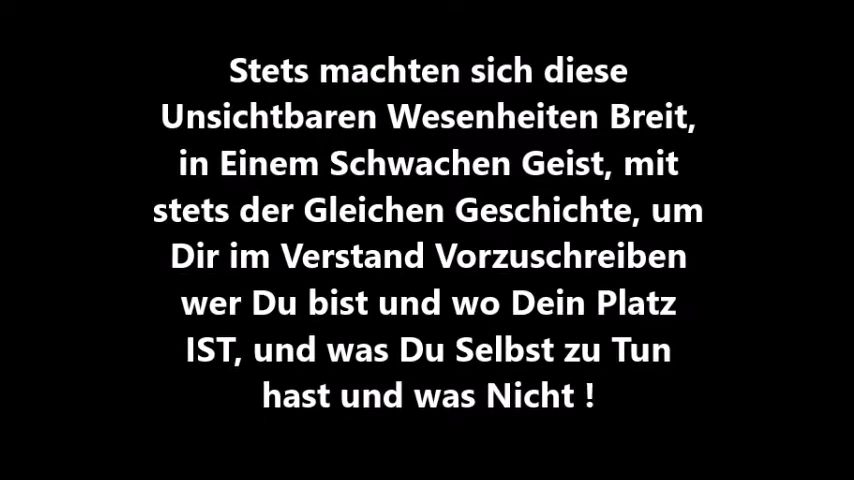 Stets machten sich diese
Unsichtbaren Wesenheiten Breit,
in Einem Schwachen Geist, mit
stets der Gleichen Geschichte, um
Dir im Verstand Vorzuschreiben
wer Du bist und wo Dein Platz
IST, und was Du Selbst zu Tun
hast und was Nicht !